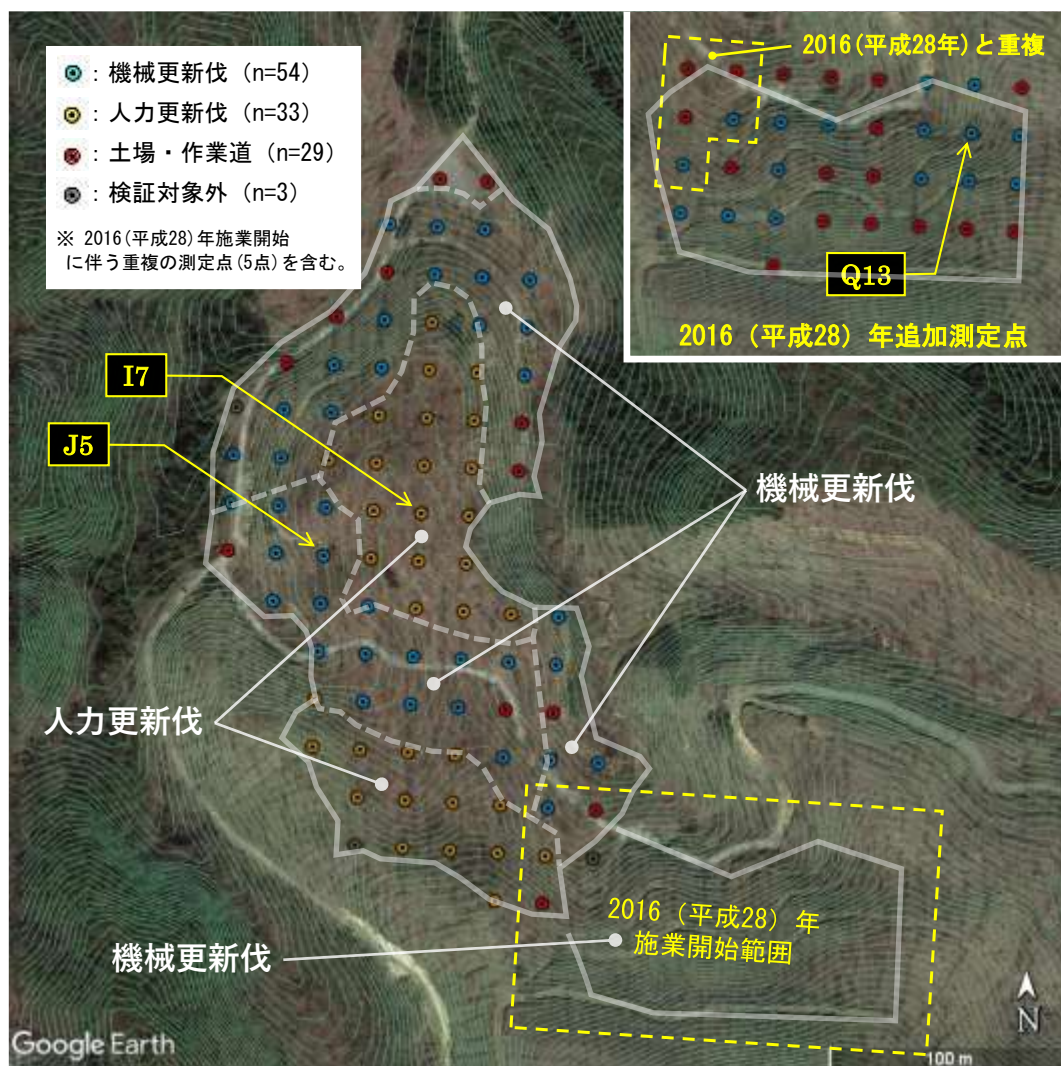 ：機械更新伐（n=54）
：人力更新伐（n=33）
：土場・作業道（n=29）
：検証対象外（n=3）
※ 2016(平成28)年施業開始
に伴う重複の測定点(5点)を含む。
2016(平成28年)と重複
Q13
2016（平成28）年追加測定点
I7
J5
機械更新伐
人力更新伐
2016（平成28）年
施業開始範囲
機械更新伐
N
Google Earth
100 m